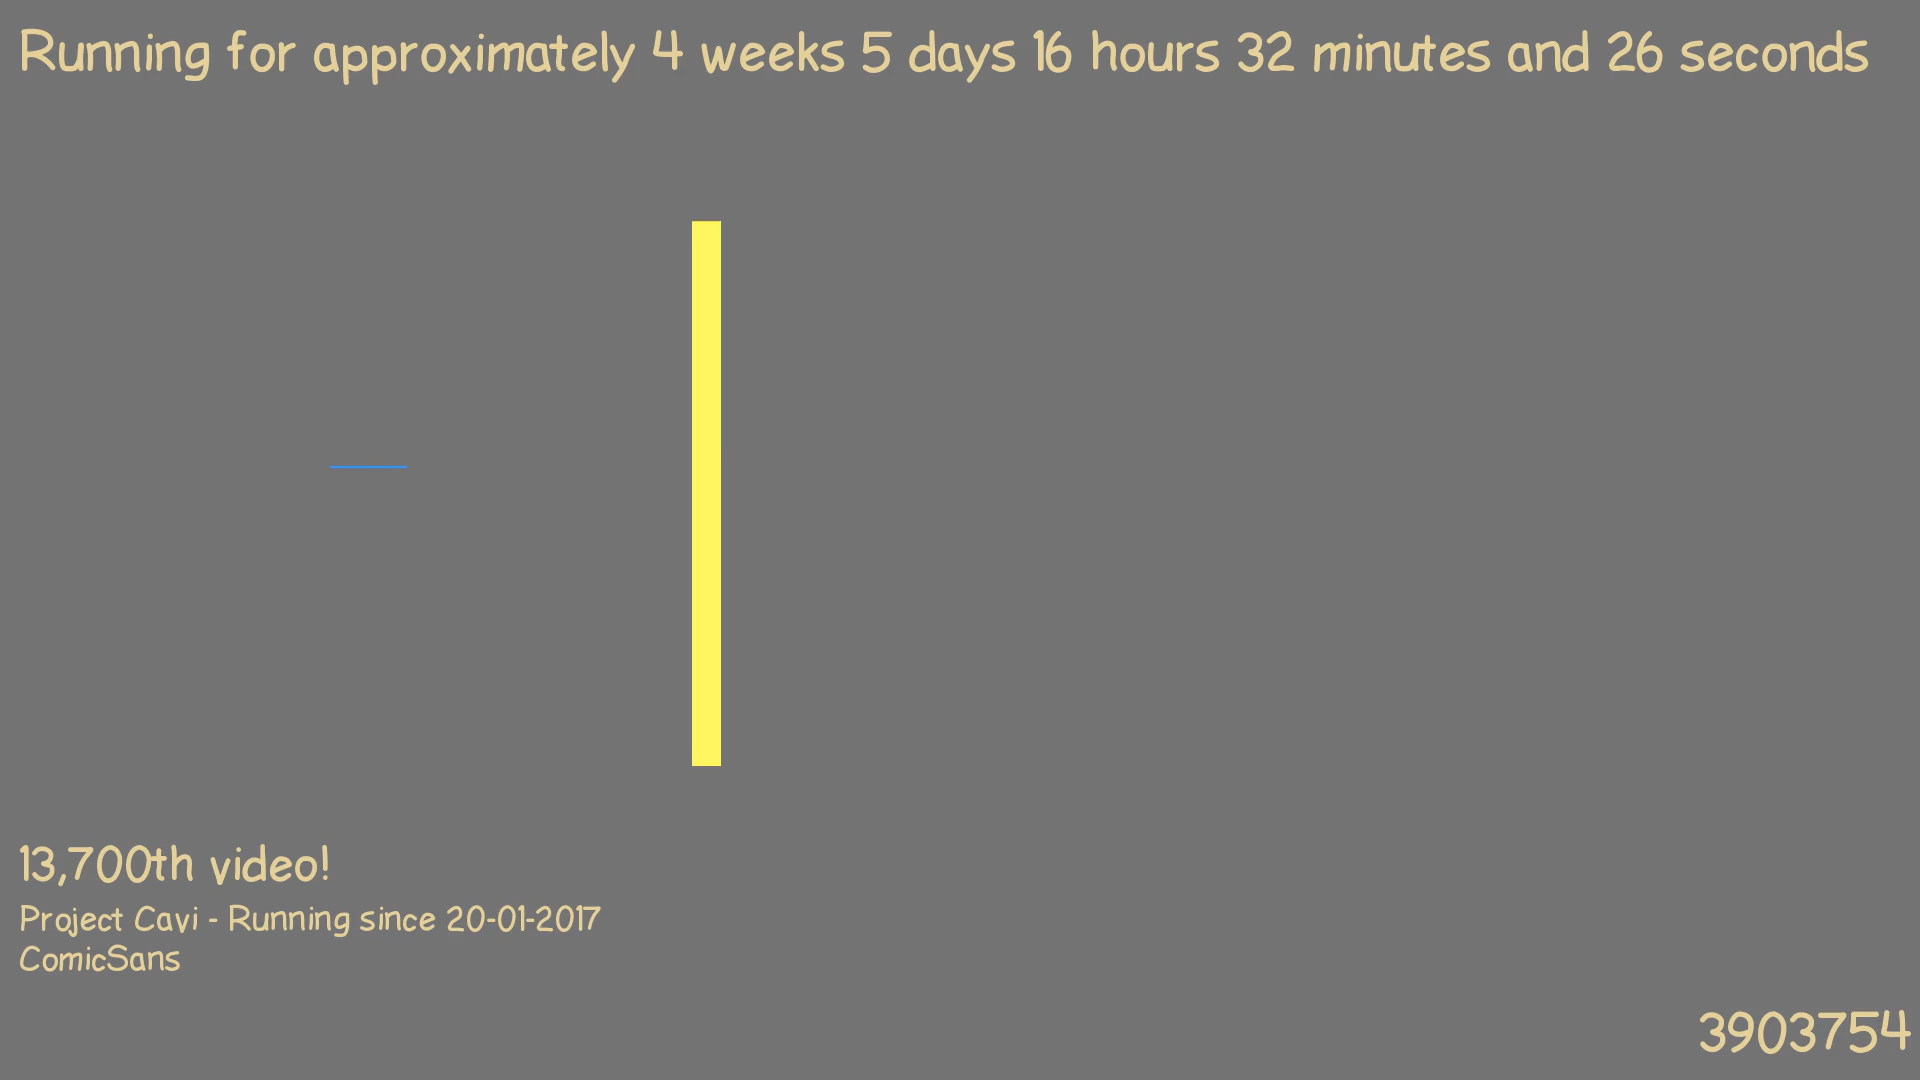 Running for approximately 4 weeks 5 days 16 hours 32 minutes and 26 seconds
13,700th video!
Project Cavi - Running since 20-01-2017
ComicSans
3903754